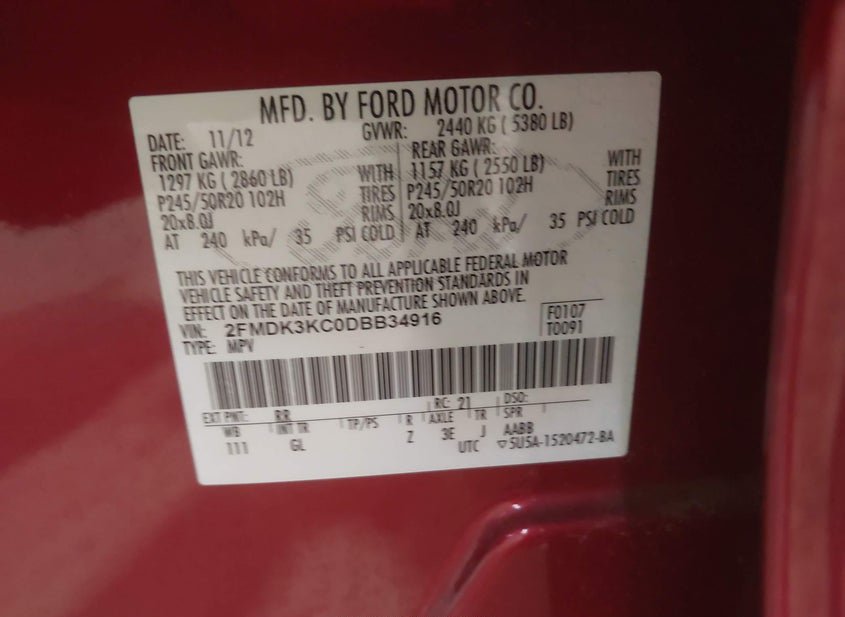 MFD. BY FORD MOTOR CO.
DATE: 11/12 GVWR: 2440 KG ( 5380 LB)
FRONT GAWR: REAR GAWR:
1297 KG ( 2860 LB) WITH 1157 KG ( 2550 LB) WITH
P245/50R20 102H TIRES P245/50R20 102H TIRES
20x8.0J RIMS 20x8.0J RIMS
AT 240 kPa/ 35 PSI COLD AT 240 kPa/ 35 PSI COLD
THIS VEHICLE CONFORMS TO ALL APPLICABLE FEDERAL MOTOR
VEHICLE SAFETY AND THEFT PREVENTION STANDARDS IN
EFFECT ON THE DATE OF MANUFACTURE SHOWN ABOVE.
VIN: 2FMDK3KC0DBB34916 F0107
TYPE: MPV T0091
EXT PNT: RR RC: 21 DSO:
WB INT TR TP/PS R AXLE TR SPR
111 GL Z 3E J AABB
UTC ▽5U5A-1520472-BA